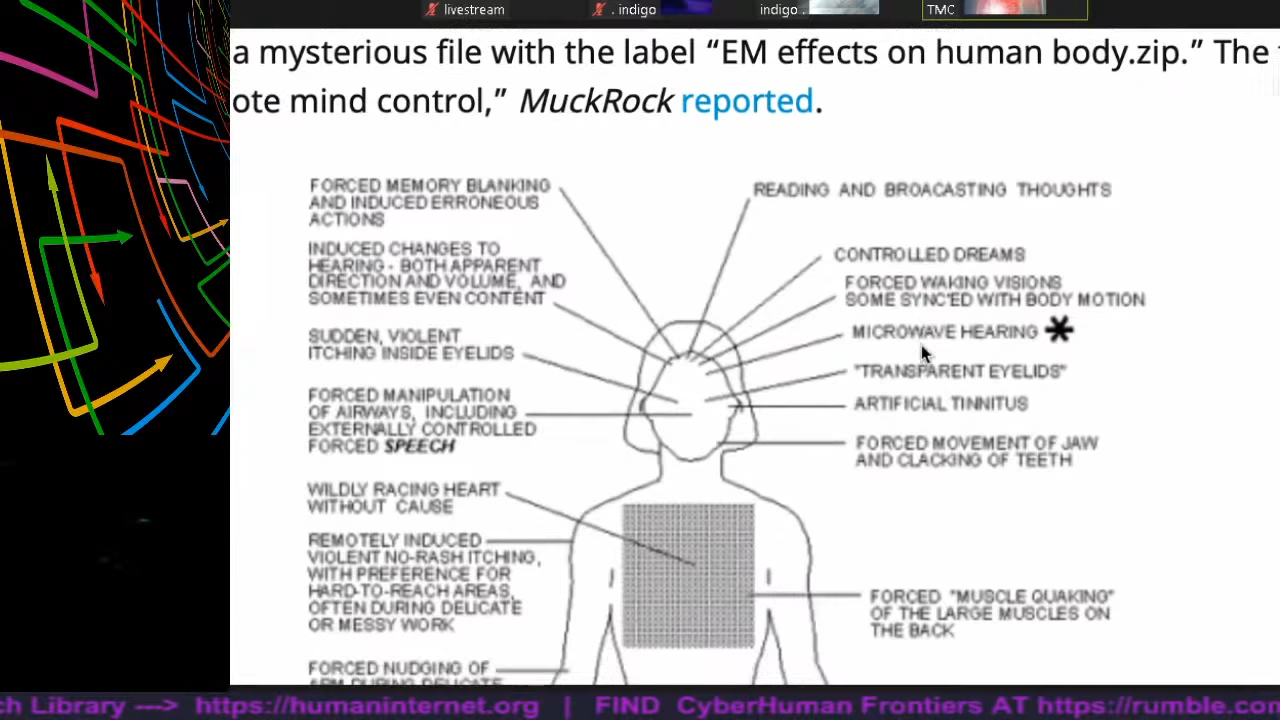 livestream
. indigo
indigo .
TMC
a mysterious file with the label “EM effects on human body.zip.” The
ote mind control,” MuckRock reported.
FORCED MEMORY BLANKING
AND INDUCED ERRONEOUS
ACTIONS
READING AND BROACASTING THOUGHTS
INDUCED CHANGES TO
HEARING - BOTH APPARENT
DIRECTION AND VOLUME, AND
SOMETIMES EVEN CONTENT
CONTROLLED DREAMS
FORCED WAKING VISIONS
SOME SYNC'ED WITH BODY MOTION
SUDDEN, VIOLENT
ITCHING INSIDE EYELIDS
MICROWAVE HEARING *
"TRANSPARENT EYELIDS"
FORCED MANIPULATION
OF AIRWAYS, INCLUDING
EXTERNALLY CONTROLLED
FORCED SPEECH
ARTIFICIAL TINNITUS
FORCED MOVEMENT OF JAW
AND CLACKING OF TEETH
WILDLY RACING HEART
WITHOUT CAUSE
REMOTELY INDUCED
VIOLENT NO-RASH ITCHING,
WITH PREFERENCE FOR
HARD-TO-REACH AREAS,
OFTEN DURING DELICATE
OR MESSY WORK
FORCED "MUSCLE QUAKING"
OF THE LARGE MUSCLES ON
THE BACK
FORCED NUDGING OF
ARM DURING DELICATE
ch Library ---> https://humaninternet.org | FIND CyberHuman Frontiers AT https://rumble.com